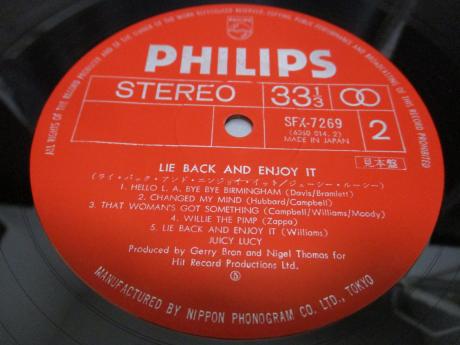 ALL RIGHTS OF THE RECORD PRODUCER AND OF THE OWNER OF THE WORK REPRODUCED RESERVED. COPYING, PUBLIC PERFORMANCE AND BROADCASTING OF THIS RECORD PROHIBITED
PHILIPS
PHILIPS
STEREO
33 1/3
SFX-7269
(6360 014. 2)
MADE IN JAPAN
2
LIE BACK AND ENJOY IT
見本盤
(ライ・バック・アンド・エンジョイ・イット/ジューシー・ルーシー)
1. HELLO L. A. BYE BYE BIRMINGHAM (Davis/Bramlett)
2. CHANGED MY MIND (Hubbard/Campbell)
3. THAT WOMAN'S GOT SOMETHING (Campbell/Williams/Moody)
4. WILLIE THE PIMP (Zappa)
5. LIE BACK AND ENJOY IT (Williams)
JUICY LUCY
Produced by Gerry Bron and Nigel Thomas for
Hit Record Productions Ltd.
MANUFACTURED BY NIPPON PHONOGRAM CO., LTD., TOKYO